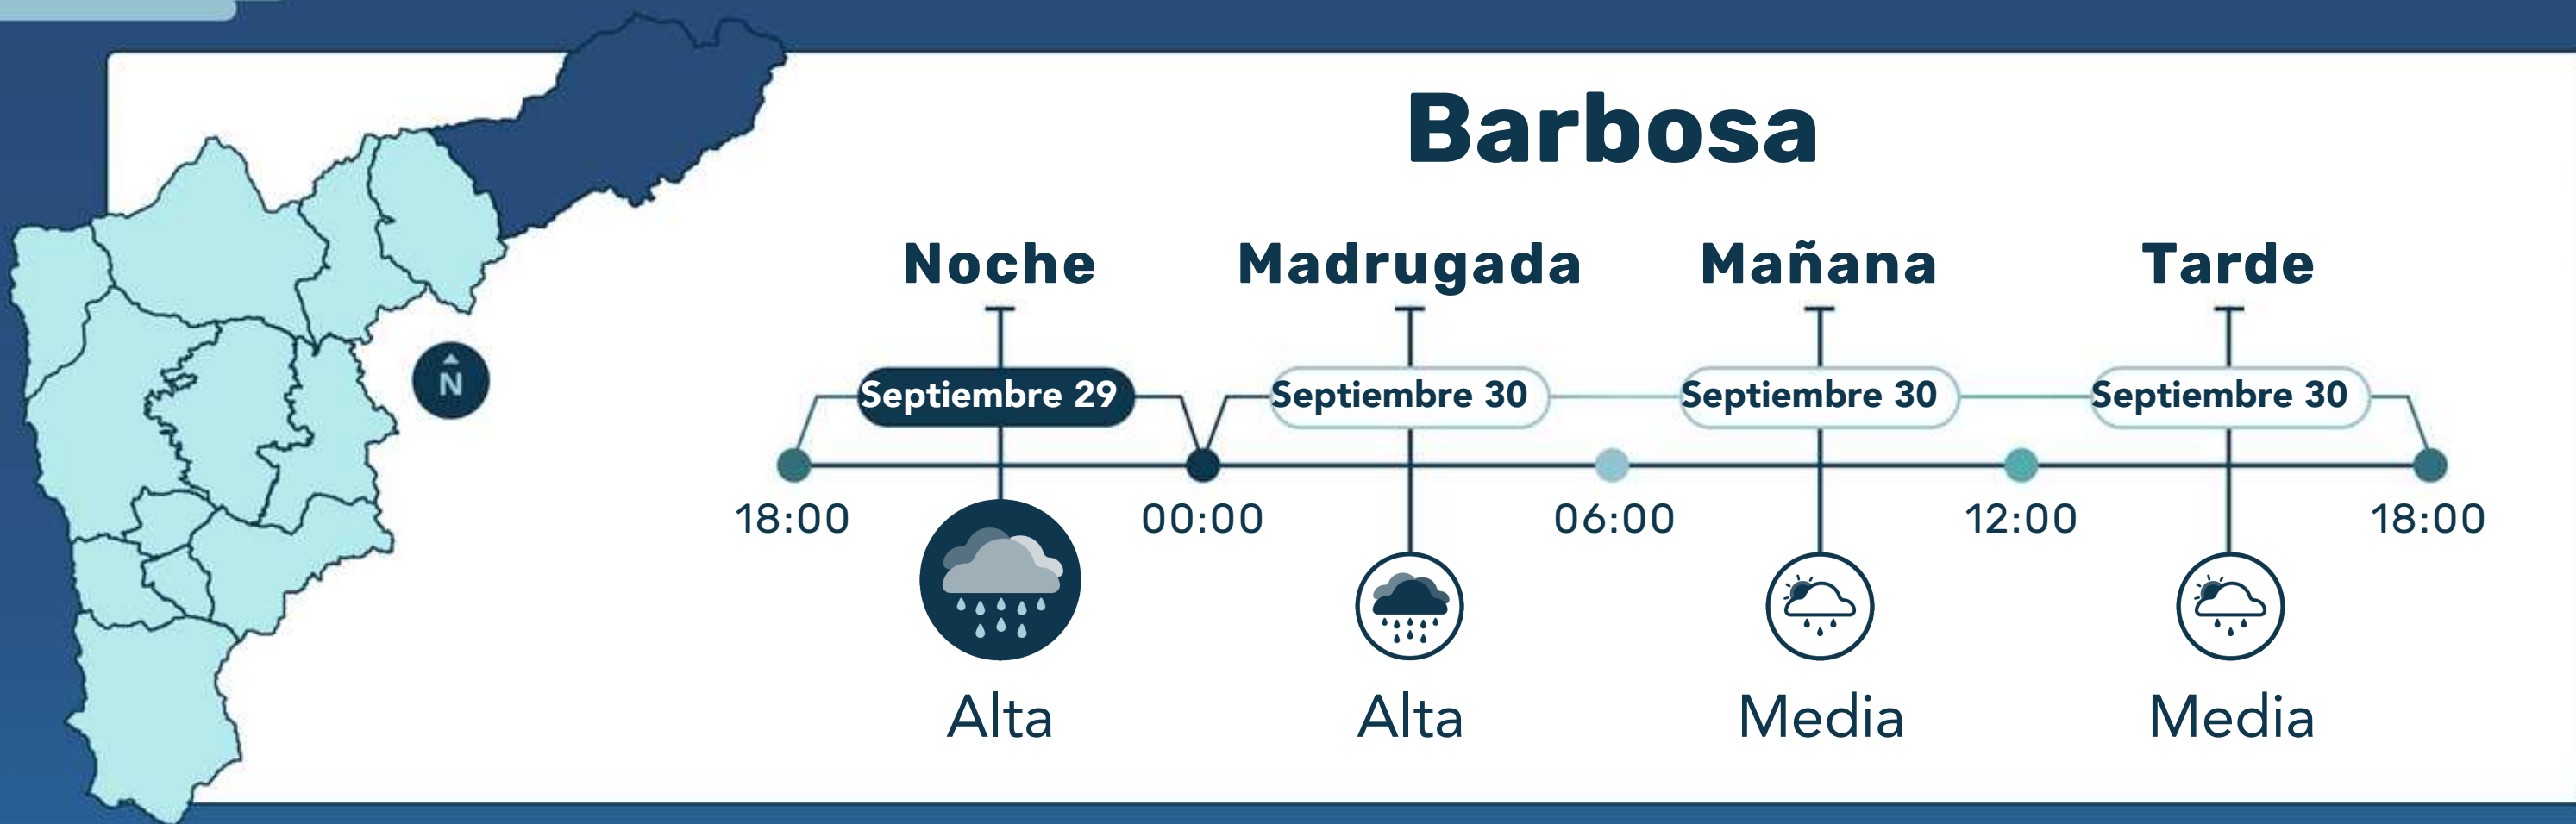 Barbosa
Noche Madrugada Mañana Tarde
N
Septiembre 29 Septiembre 30 Septiembre 30 Septiembre 30
18:00 00:00 06:00 12:00 18:00
Alta Alta Media Media